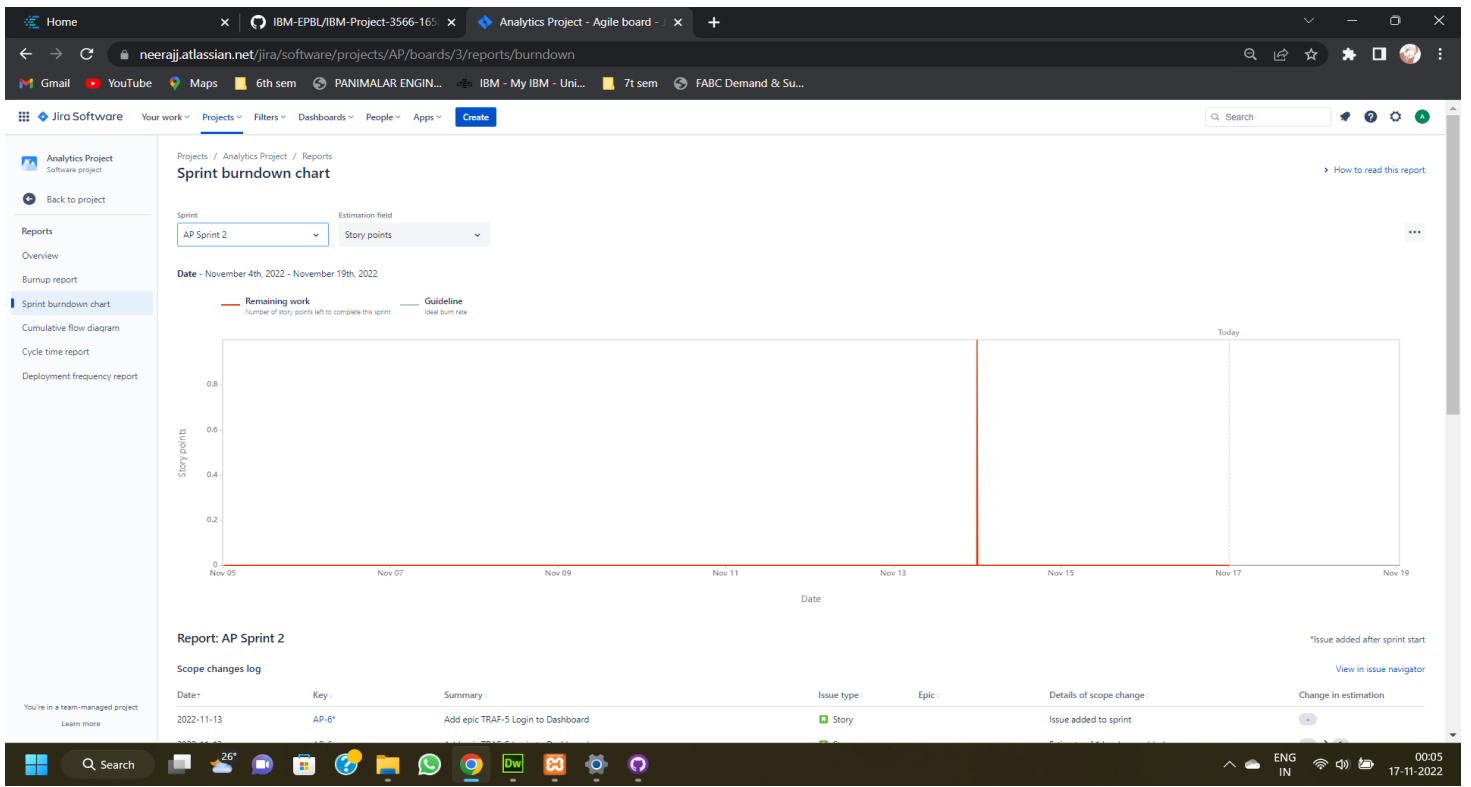 Home
IBM-EPBL/IBM-Project-3566-165
Analytics Project - Agile board - J
neerajj.atlassian.net/jira/software/projects/AP/boards/3/reports/burndown
Gmail YouTube Maps 6th sem PANIMALAR ENGIN... IBM - My IBM - Uni... 7t sem FABC Demand & Su...
Jira Software Your work Projects Filters Dashboards People Apps Create Search A
Analytics Project
Software project
Back to project
Reports
Overview
Burnup report
Sprint burndown chart
Cumulative flow diagram
Cycle time report
Deployment frequency report
You're in a team-managed project
Learn more
Projects / Analytics Project / Reports
Sprint burndown chart
How to read this report
Sprint Estimation field
AP Sprint 2 Story points
Date - November 4th, 2022 - November 19th, 2022
Remaining work
Number of story points left to complete this sprint
Guideline
Ideal burn rate
Today
0.8
0.6
0.4
0.2
0
Story points
Nov 05 Nov 07 Nov 09 Nov 11 Nov 13 Nov 15 Nov 17 Nov 19
Date
Report: AP Sprint 2
*Issue added after sprint start
Scope changes log
View in issue navigator
Date Key Summary Issue type Epic Details of scope change Change in estimation
2022-11-13 AP-6* Add epic TRAF-5 Login to Dashboard Story Issue added to sprint -
26°
Search
Dw
ENG
IN
00:05
17-11-2022